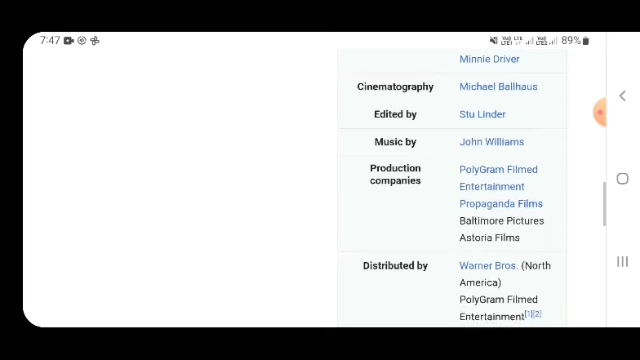 7:47 89%
Minnie Driver
Cinematography Michael Ballhaus
Edited by Stu Linder
Music by John Williams
Production PolyGram Filmed
companies Entertainment
Propaganda Films
Baltimore Pictures
Astoria Films
Distributed by Warner Bros. (North
America)
PolyGram Filmed
Entertainment[1][2]